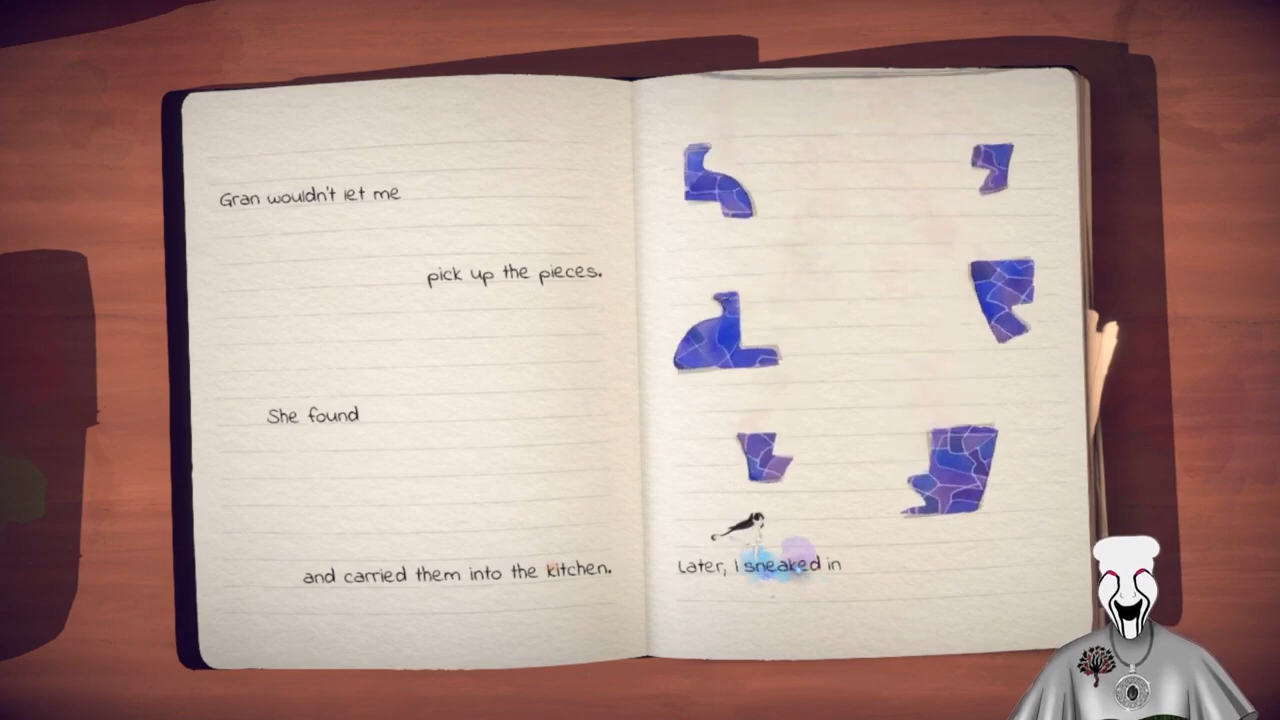 Gran wouldn't let me
pick up the pieces.
She found
and carried them into the kitchen.
Later, I sneaked in